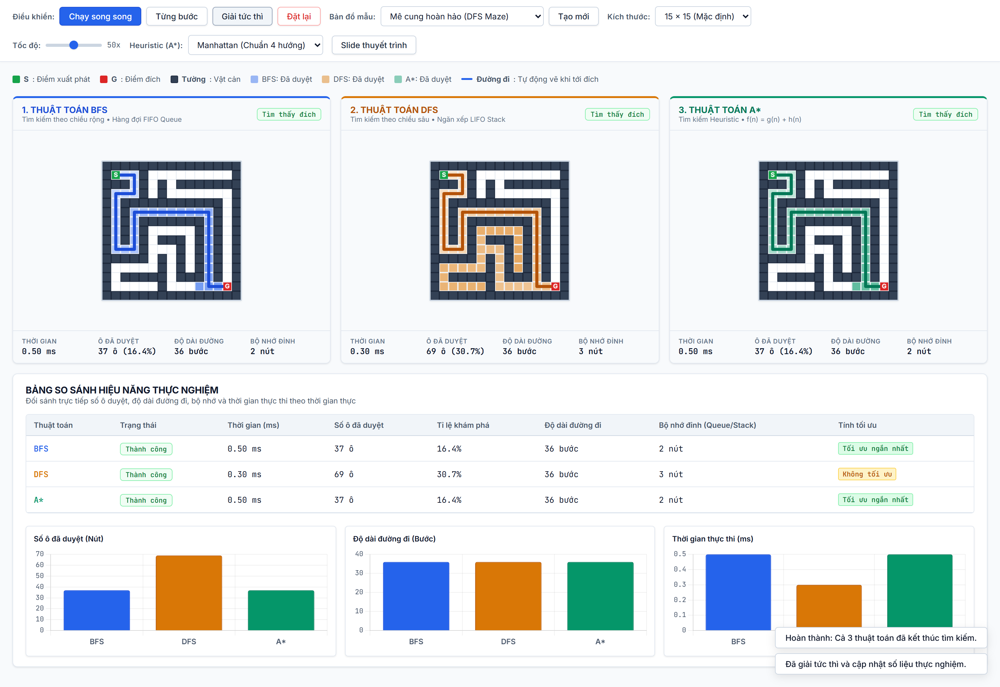 Điều khiển: Chạy song song Từng bước Giải tức thì Đặt lại Bản đồ mẫu: Mê cung hoàn hảo (DFS Maze) Tạo mới Kích thước: 15 × 15 (Mặc định)
Tốc độ: 50x Heuristic (A*): Manhattan (Chuẩn 4 hướng) Slide thuyết trình
S : Điểm xuất phát G : Điểm đích Tường : Vật cản BFS: Đã duyệt DFS: Đã duyệt A*: Đã duyệt Đường đi : Tự động vẽ khi tới đích
1. THUẬT TOÁN BFS
Tìm kiếm theo chiều rộng • Hàng đợi FIFO Queue
Tìm thấy đích
S
G
THỜI GIAN Ô ĐÃ DUYỆT ĐỘ DÀI ĐƯỜNG BỘ NHỚ ĐỈNH
0.50 ms 37 ô (16.4%) 36 bước 2 nút
2. THUẬT TOÁN DFS
Tìm kiếm theo chiều sâu • Ngăn xếp LIFO Stack
Tìm thấy đích
S
G
THỜI GIAN Ô ĐÃ DUYỆT ĐỘ DÀI ĐƯỜNG BỘ NHỚ ĐỈNH
0.30 ms 69 ô (30.7%) 36 bước 3 nút
3. THUẬT TOÁN A*
Tìm kiếm Heuristic • f(n) = g(n) + h(n)
Tìm thấy đích
S
G
THỜI GIAN Ô ĐÃ DUYỆT ĐỘ DÀI ĐƯỜNG BỘ NHỚ ĐỈNH
0.50 ms 37 ô (16.4%) 36 bước 2 nút
BẢNG SO SÁNH HIỆU NĂNG THỰC NGHIỆM
Đối sánh trực tiếp số ô duyệt, độ dài đường đi, bộ nhớ và thời gian thực thi theo thời gian thực
Thuật toán Trạng thái Thời gian (ms) Số ô đã duyệt Tỉ lệ khám phá Độ dài đường đi Bộ nhớ đỉnh (Queue/Stack) Tính tối ưu
BFS Thành công 0.50 ms 37 ô 16.4% 36 bước 2 nút Tối ưu ngắn nhất
DFS Thành công 0.30 ms 69 ô 30.7% 36 bước 3 nút Không tối ưu
A* Thành công 0.50 ms 37 ô 16.4% 36 bước 2 nút Tối ưu ngắn nhất
Số ô đã duyệt (Nút)
70
60
50
40
30
20
10
0
BFS DFS A*
Độ dài đường đi (Bước)
40
30
20
10
0
BFS DFS A*
Thời gian thực thi (ms)
0.5
0.4
0.3
0.2
0.1
0
BFS
Hoàn thành: Cả 3 thuật toán đã kết thúc tìm kiếm.
Đã giải tức thì và cập nhật số liệu thực nghiệm.